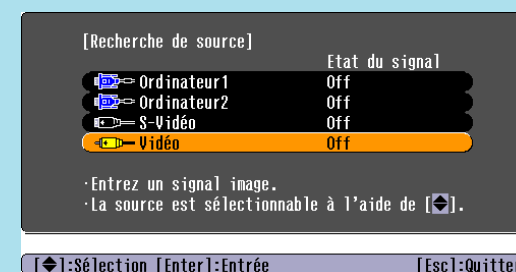 [Recherche de source]
Etat du signal
Ordinateur1 Off
Ordinateur2 Off
S-Vidéo Off
Vidéo Off
·Entrez un signal image.
·La source est sélectionnable à l'aide de [◆].
[◆]:Sélection [Enter]:Entrée [Esc]:Quitter